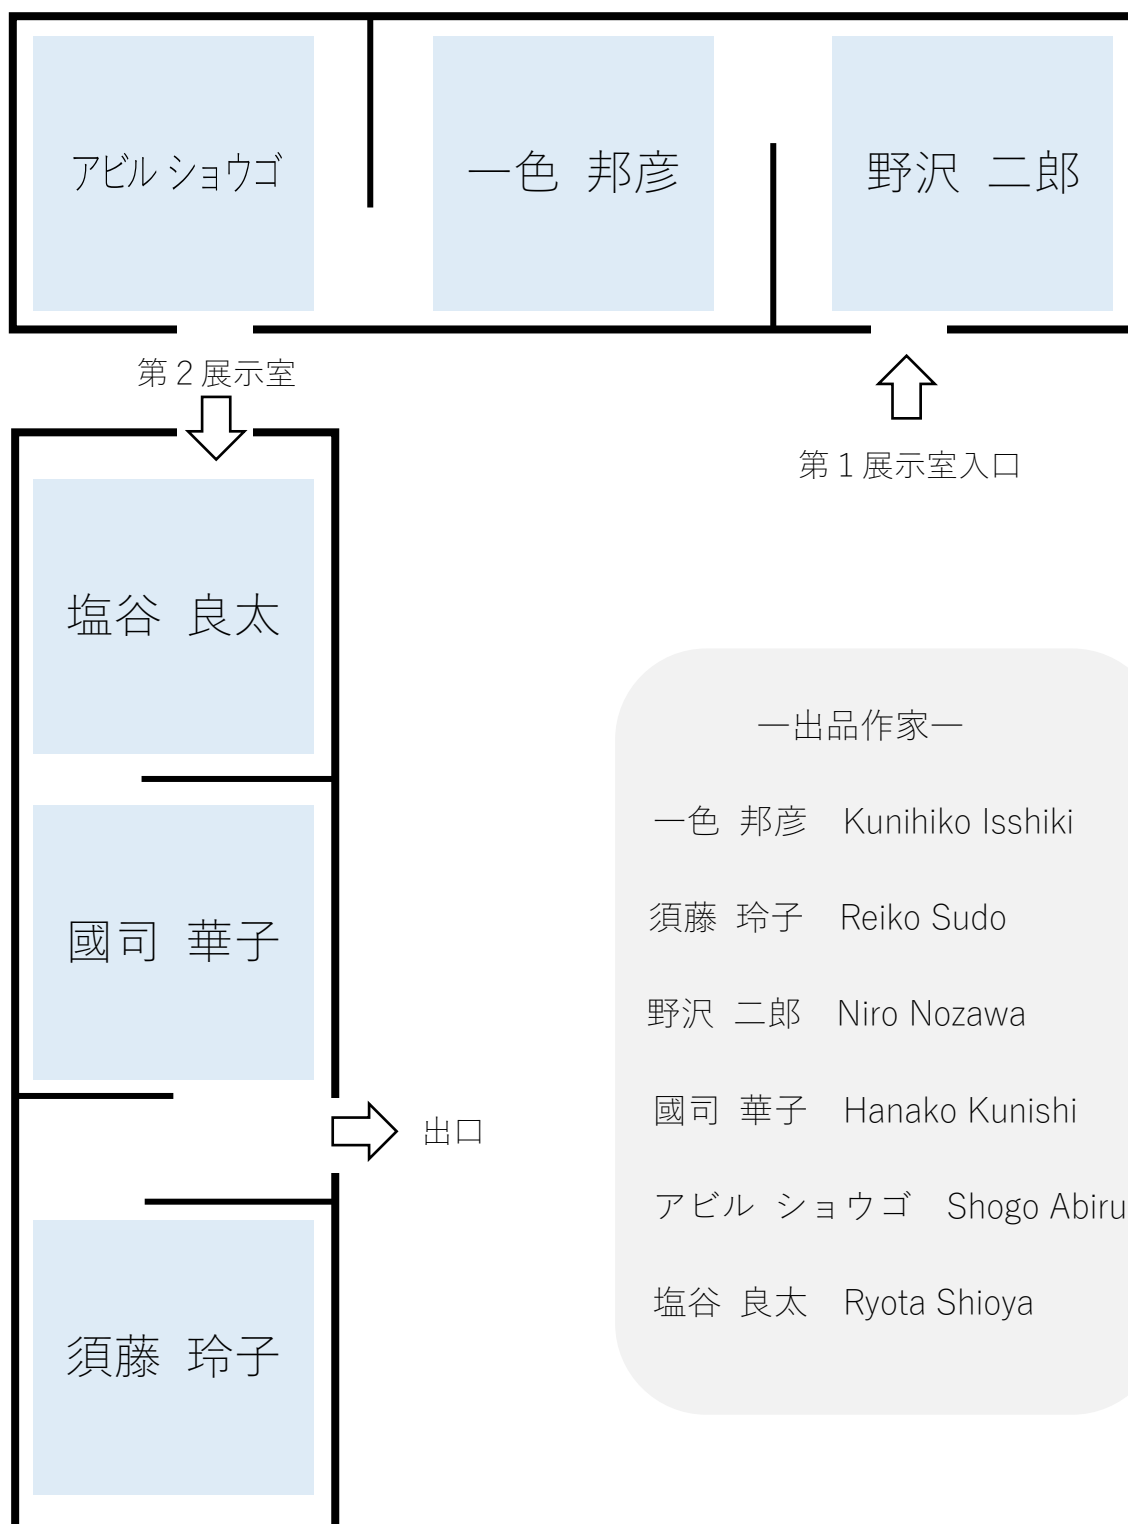 アビル ショウゴ
一色 邦彦
野沢 二郎
第２展示室
第１展示室入口
塩谷 良太
國司 華子
出口
須藤 玲子
―出品作家―
一色 邦彦 Kunihiko Isshiki
須藤 玲子 Reiko Sudo
野沢 二郎 Niro Nozawa
國司 華子 Hanako Kunishi
アビル ショウゴ Shogo Abiru
塩谷 良太 Ryota Shioya